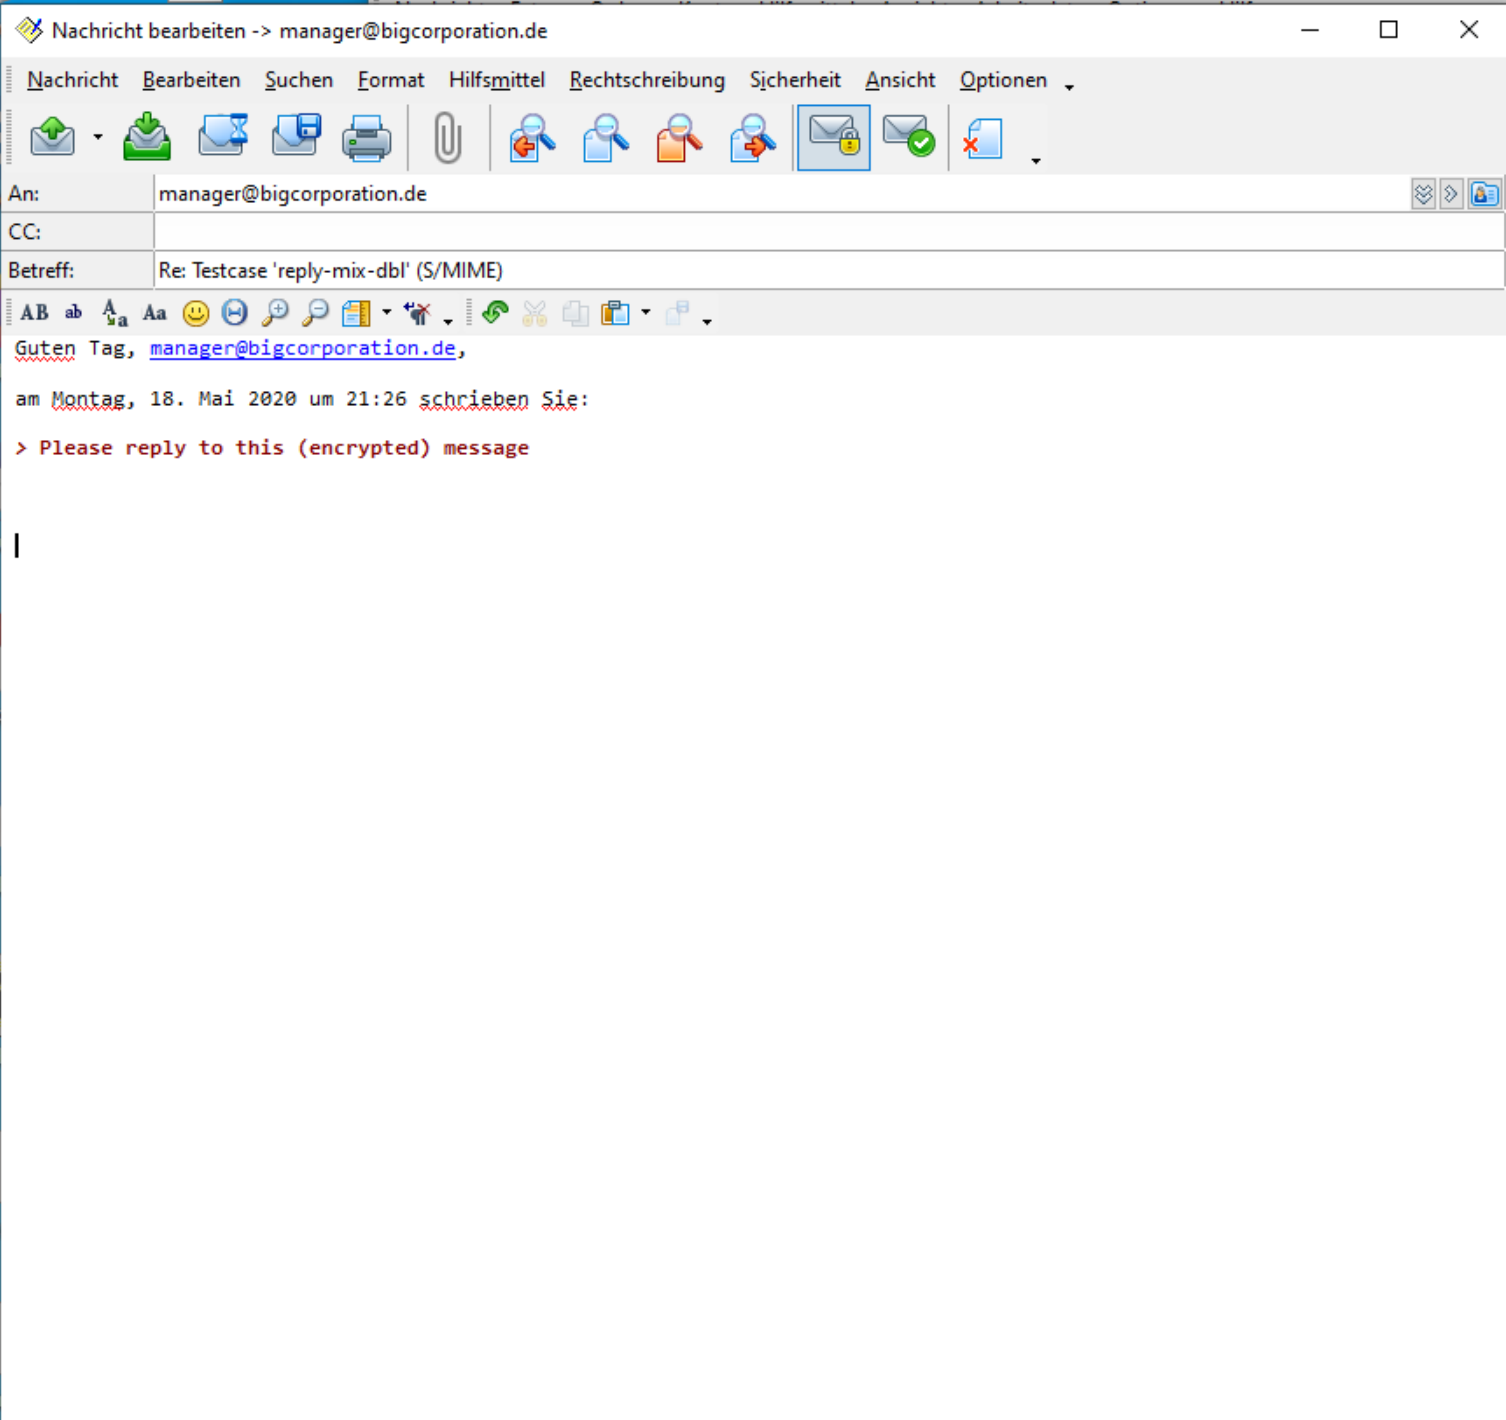 Nachricht bearbeiten -> manager@bigcorporation.de
Nachricht Bearbeiten Suchen Format Hilfsmittel Rechtschreibung Sicherheit Ansicht Optionen
An: manager@bigcorporation.de
CC:
Betreff: Re: Testcase 'reply-mix-dbl' (S/MIME)
AB ab Aa Aa
Guten Tag, manager@bigcorporation.de,
am Montag, 18. Mai 2020 um 21:26 schrieben Sie:
> Please reply to this (encrypted) message